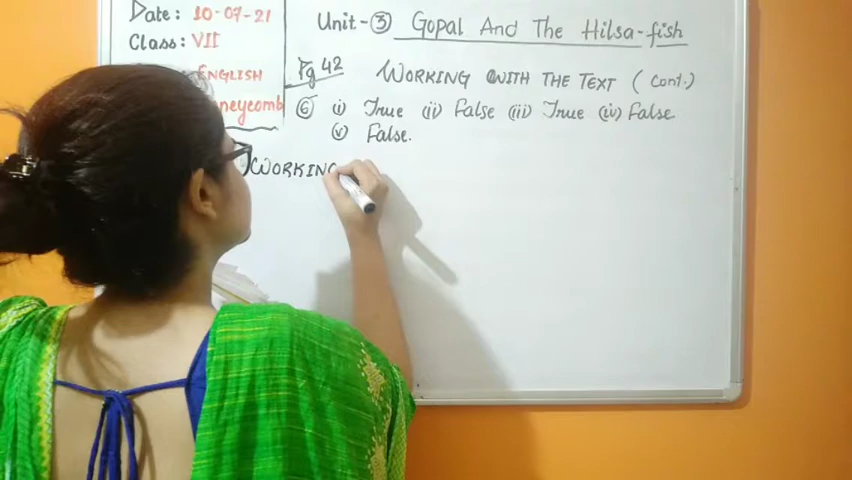 Date: 10-07-21
Class: VII
ENGLISH
neycomb
Unit-③ Gopal And The Hilsa-fish
Pg 42 WORKING WITH THE TEXT (Cont.)
⑥ (i) True (ii) False (iii) True (iv) False
(v) False.
WORKING